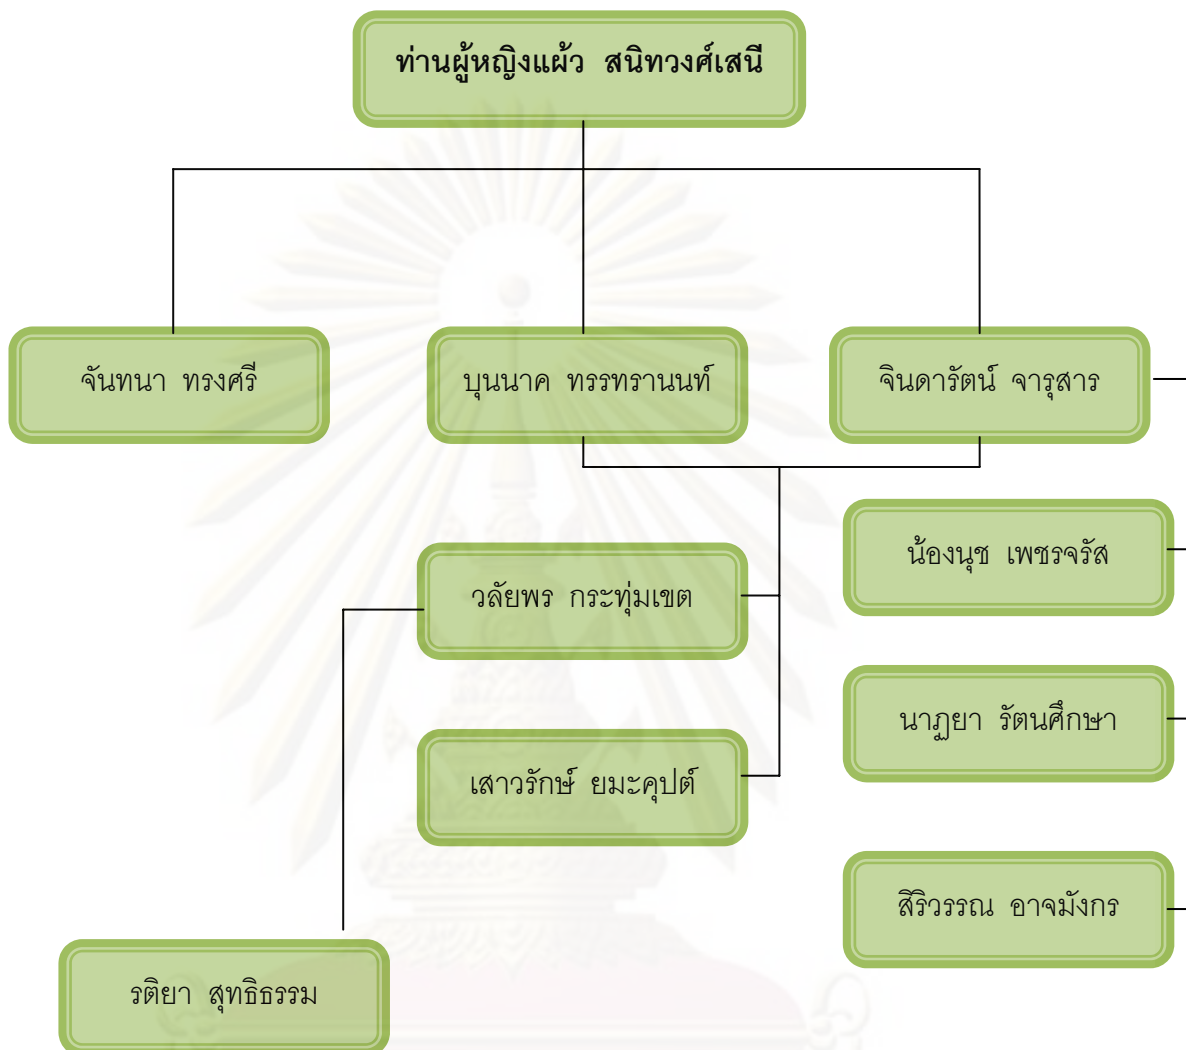 ท่านผู้หญิงแผ้ว สนิทวงศ์เสนี
จันทนา ทรงศรี
บุนนาค ทรรทรานนท์
จินดารัตน์ จารุสาร
น้องนุช เพชรจรัส
วลัยพร กระทุ่มเขต
นาฏยา รัตนศึกษา
เสาวรักษ์ ยมะคุปต์
สิริวรรณ อาจมังกร
รติยา สุทธิธรรม